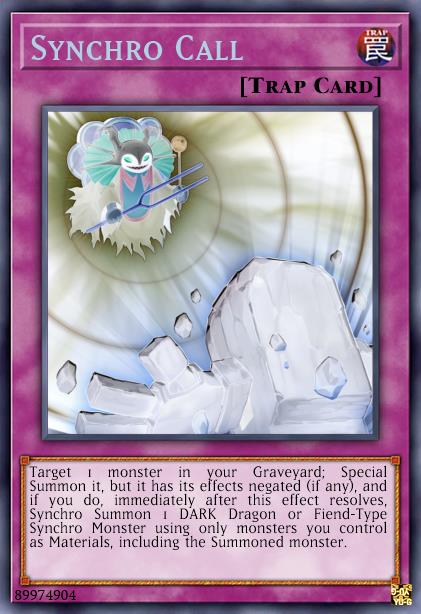 Synchro Call
TRAP
罠
[Trap Card]
Target 1 monster in your Graveyard; Special
Summon it, but it has its effects negated (if any), and
if you do, immediately after this effect resolves,
Synchro Summon 1 DARK Dragon or Fiend-Type
Synchro Monster using only monsters you control
as Materials, including the Summoned monster.
89974904